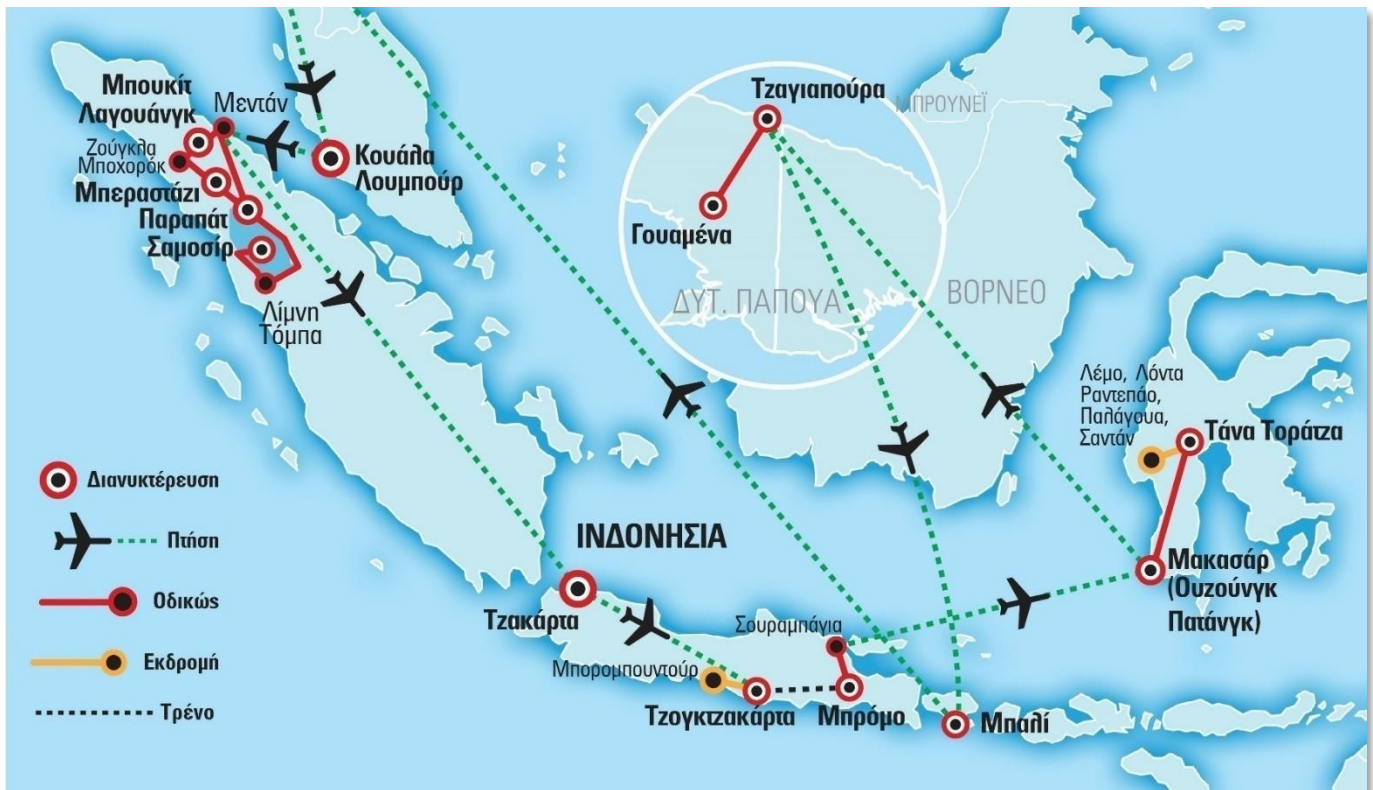 Μπουκίτ
Λαγουάνγκ
Μεντάν
Ζούγκλα
Μποχορόκ
Μπεραστάζι
Παραπάτ
Σαμοσίρ
Λίμνη
Τόμπα
Κουάλα
Λουμπούρ
Τζαγιαπούρα
ΜΠΡΟΥΝΕΪ
Γουαμένα
ΔΥΤ. ΠΑΠΟΥΑ
ΒΟΡΝΕΟ
Λέμο, Λόντα
Ραντεπάο,
Παλάγουα,
Σαντάν
Τάνα Τοράτζα
Μακασάρ
(Ουζούνγκ
Πατάνγκ)
ΙΝΔΟΝΗΣΙΑ
Τζακάρτα
Σουραμπάγια
Μπορομπουντούρ
Τζογκτζακάρτα
Μπρόμο
Μπαλί
Διανυκτέρευση
Πτήση
Οδικώς
Εκδρομή
Τρένο